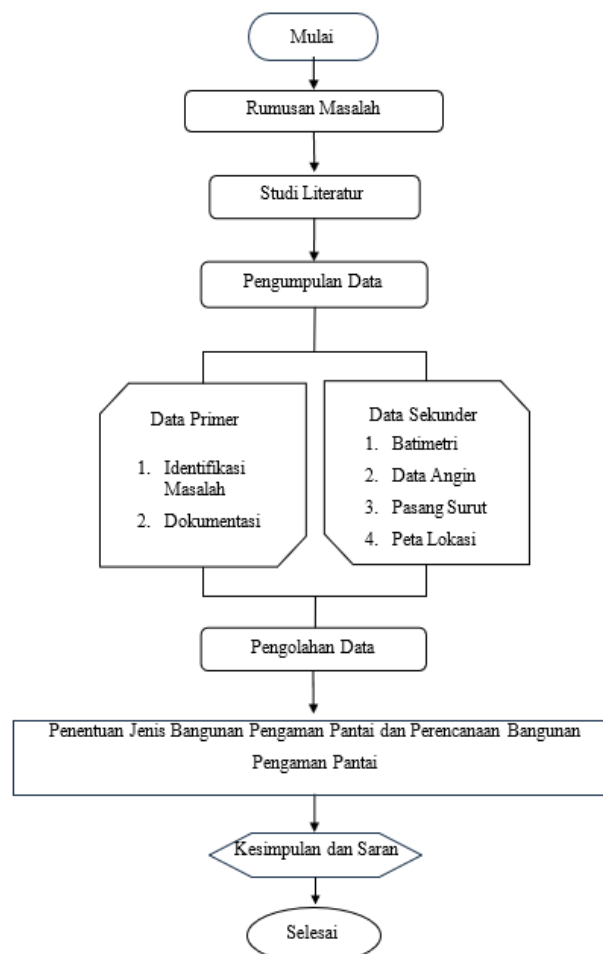 Mulai
Rumusan Masalah
Studi Literatur
Pengumpulan Data
Data Primer
1. Identifikasi
Masalah
2. Dokumentasi
Data Sekunder
1. Batimetri
2. Data Angin
3. Pasang Surut
4. Peta Lokasi
Pengolahan Data
Penentuan Jenis Bangunan Pengaman Pantai dan Perencanaan Bangunan
Pengaman Pantai
Kesimpulan dan Saran
Selesai